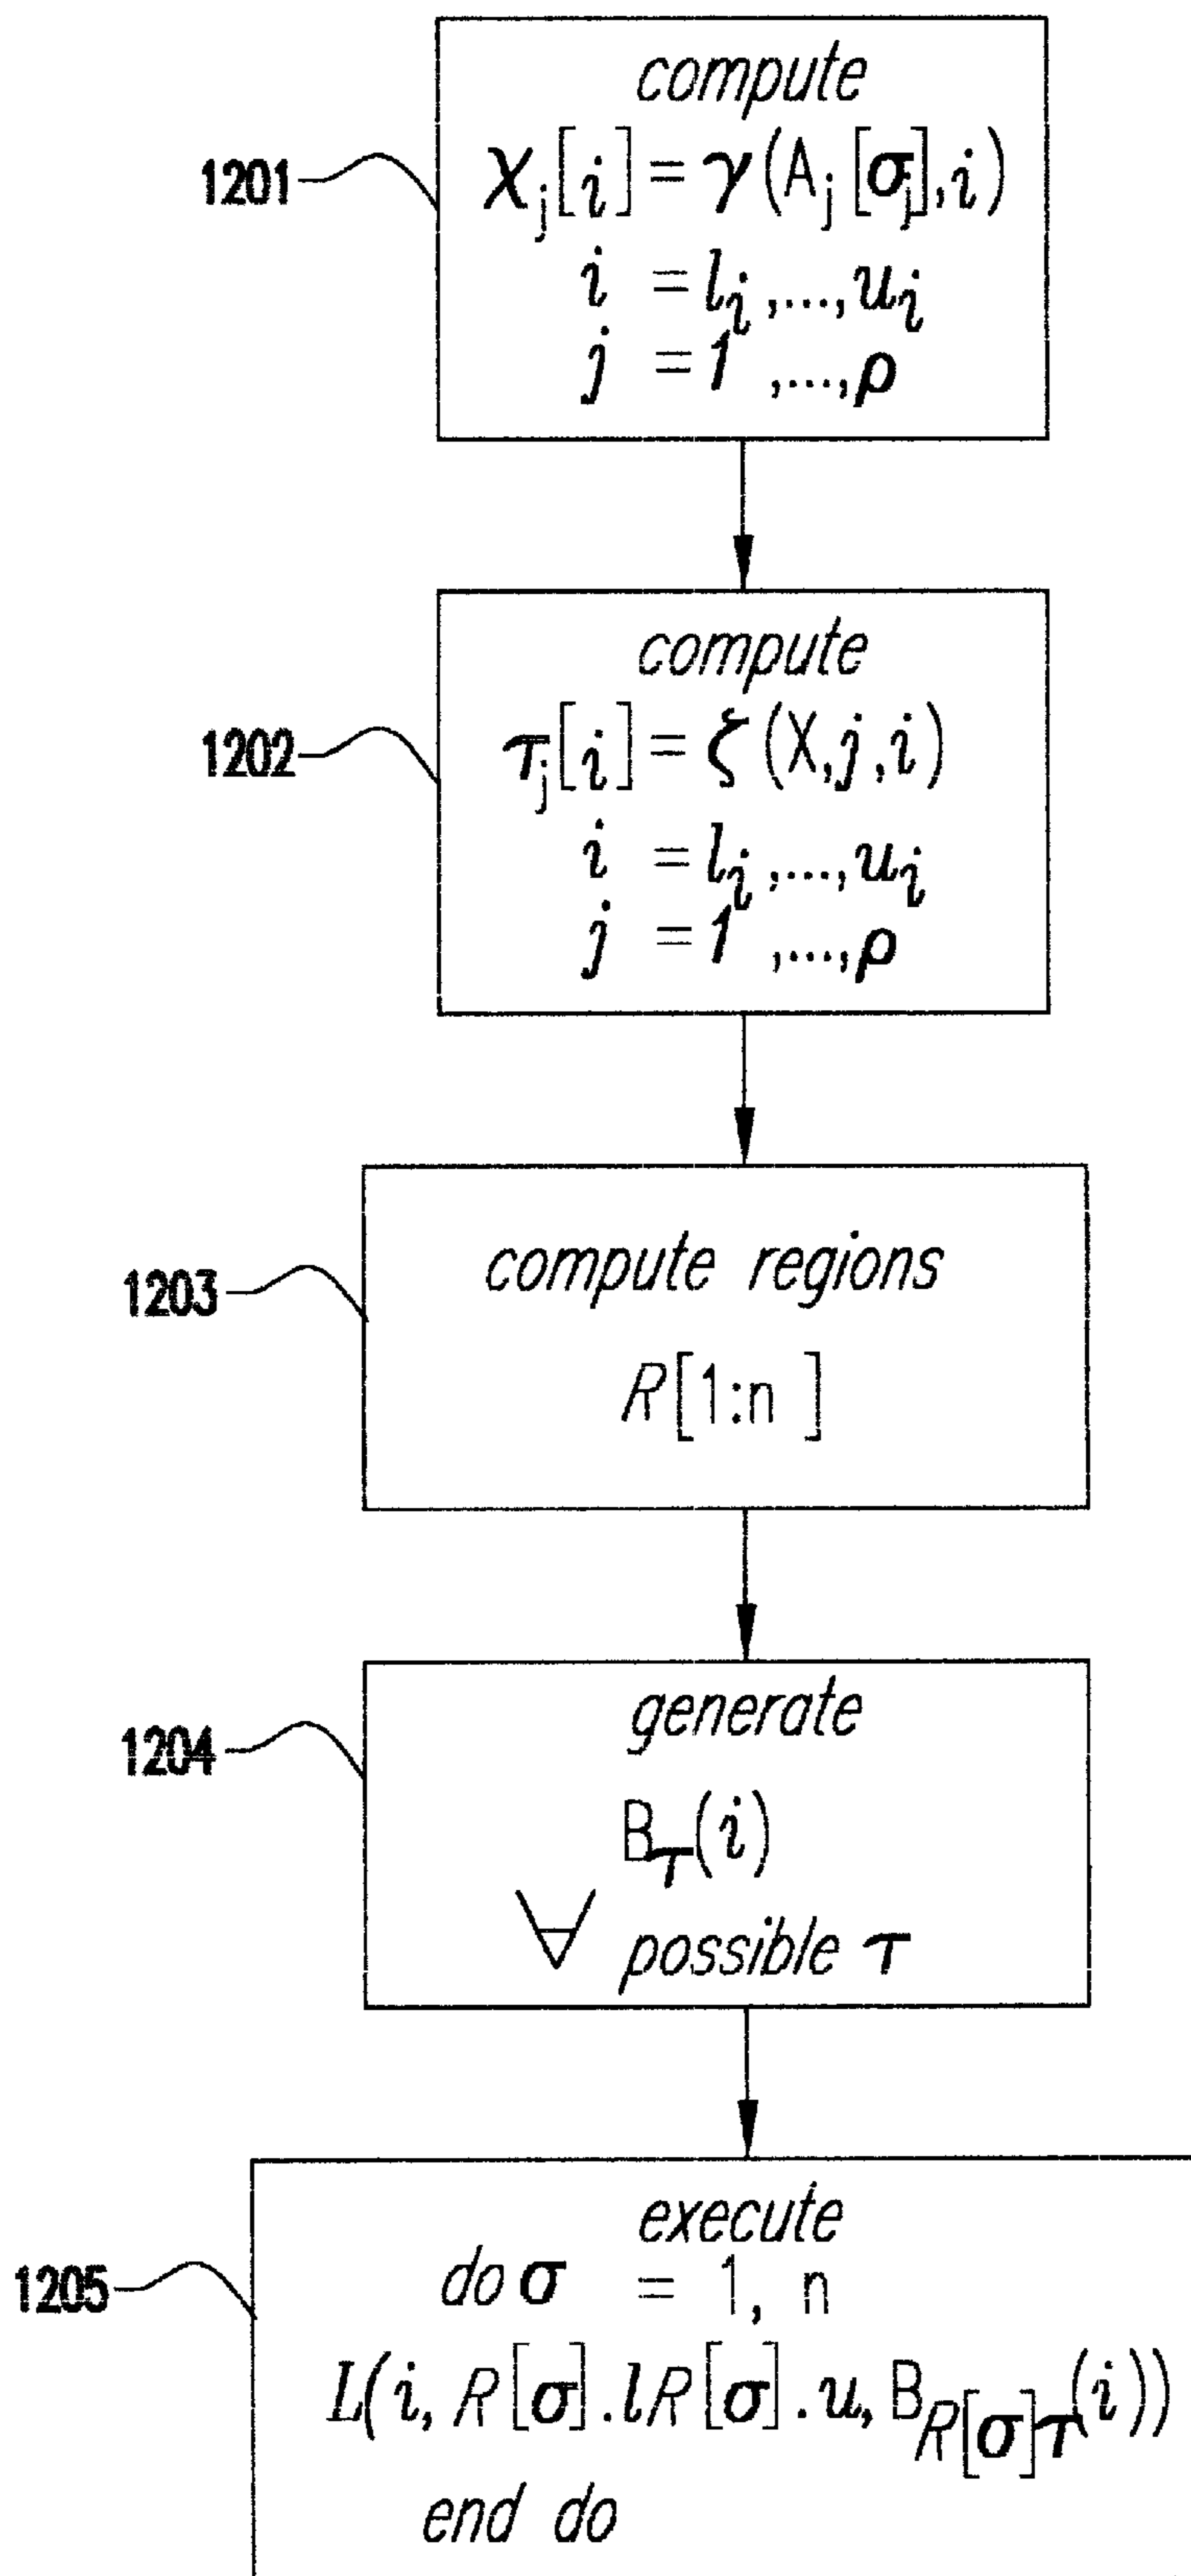 compute
1201
χj[i] = γ(Aj[σj],i)
i = li,...,ui
j = 1,...,ρ
compute
1202
τj[i] = ζ(X,j,i)
i = li,...,ui
j = 1,...,ρ
1203
compute regions
R[1:n ]
1204
generate
Bτ(i)
∀ possible τ
1205
execute
do σ = 1, n
L(i, R[σ].lR[σ].u, BR[σ]τ(i))
end do